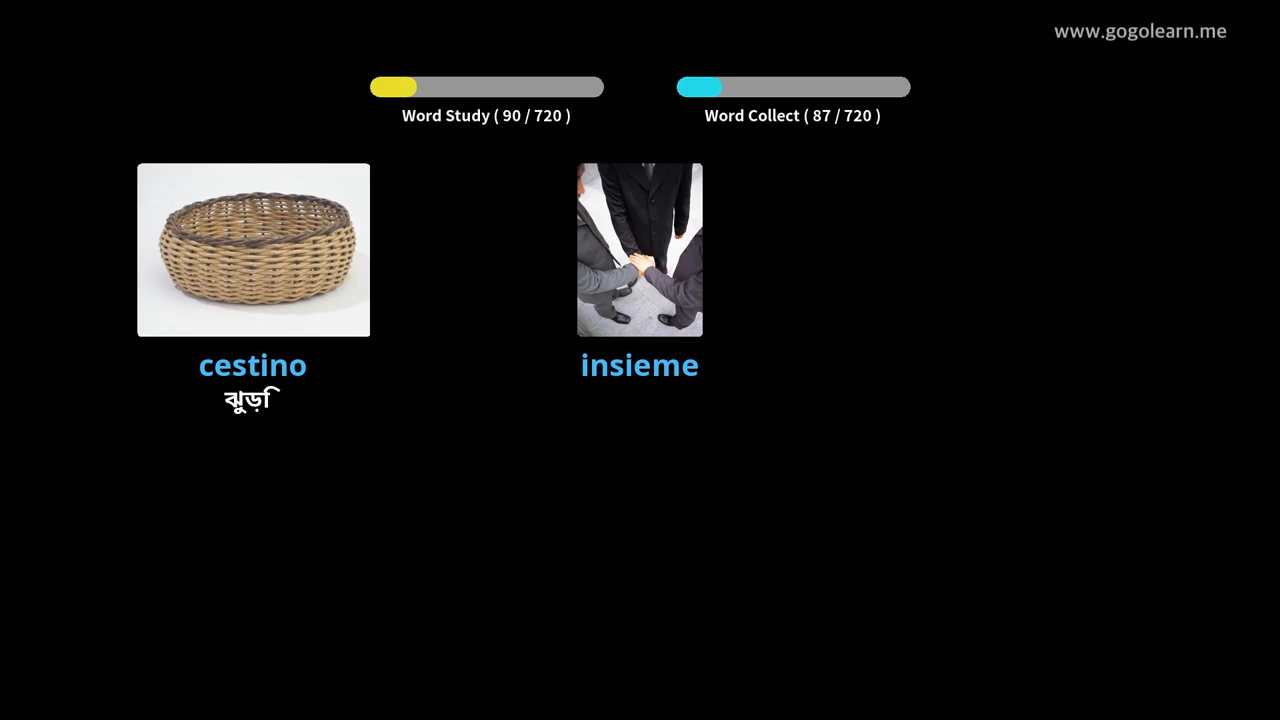 www.gogolearn.me
Word Study ( 90 / 720 )
Word Collect ( 87 / 720 )
cestino
ঝুড়ি
insieme